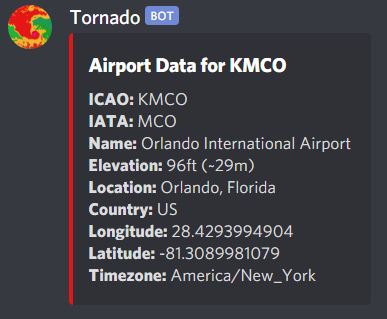 Tornado BOT
Airport Data for KMCO
ICAO: KMCO
IATA: MCO
Name: Orlando International Airport
Elevation: 96ft (~29m)
Location: Orlando, Florida
Country: US
Longitude: 28.4293994904
Latitude: -81.3089981079
Timezone: America/New_York